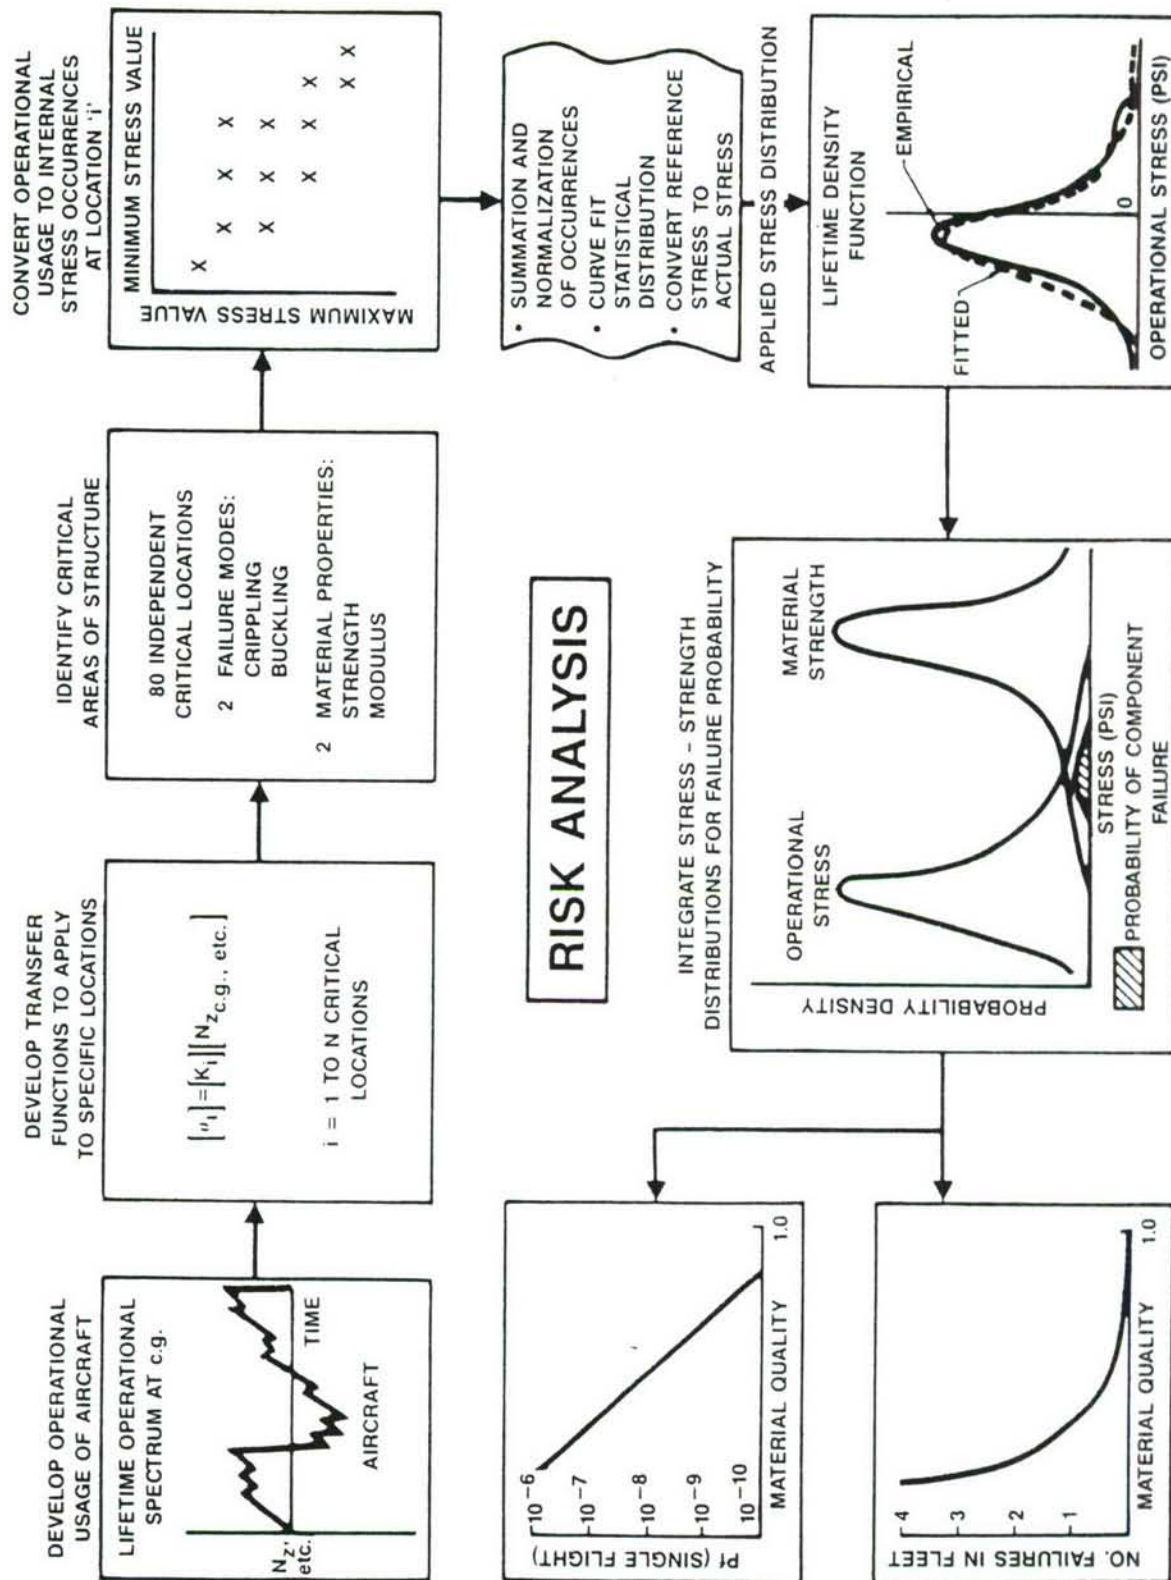 DEVELOP OPERATIONAL
USAGE OF AIRCRAFT
LIFETIME OPERATIONAL
SPECTRUM AT c.g.
N_Z,
etc.
TIME
AIRCRAFT
DEVELOP TRANSFER
FUNCTIONS TO APPLY
TO SPECIFIC LOCATIONS
[σ_i]=[K_i][N_Z c.g., etc.]
i = 1 TO N CRITICAL
LOCATIONS
IDENTIFY CRITICAL
AREAS OF STRUCTURE
80 INDEPENDENT
CRITICAL LOCATIONS
2 FAILURE MODES:
CRIPPLING
BUCKLING
2 MATERIAL PROPERTIES:
STRENGTH
MODULUS
CONVERT OPERATIONAL
USAGE TO INTERNAL
STRESS OCCURRENCES
AT LOCATION 'i'
MINIMUM STRESS VALUE
MAXIMUM STRESS VALUE
X
X X X
X X X
X X X
X X
• SUMMATION AND
NORMALIZATION
OF OCCURRENCES
• CURVE FIT
STATISTICAL
DISTRIBUTION
• CONVERT REFERENCE
STRESS TO
ACTUAL STRESS
APPLIED STRESS DISTRIBUTION
LIFETIME DENSITY
FUNCTION
EMPIRICAL
FITTED
0
OPERATIONAL STRESS (PSI)
RISK ANALYSIS
INTEGRATE STRESS - STRENGTH
DISTRIBUTIONS FOR FAILURE PROBABILITY
PROBABILITY DENSITY
OPERATIONAL
STRESS
MATERIAL
STRENGTH
STRESS (PSI)
PROBABILITY OF COMPONENT
FAILURE
Pf (SINGLE FLIGHT)
10⁻⁶
10⁻⁷
10⁻⁸
10⁻⁹
10⁻¹⁰
1.0
MATERIAL QUALITY
NO. FAILURES IN FLEET
4
3
2
1
0
1.0
MATERIAL QUALITY